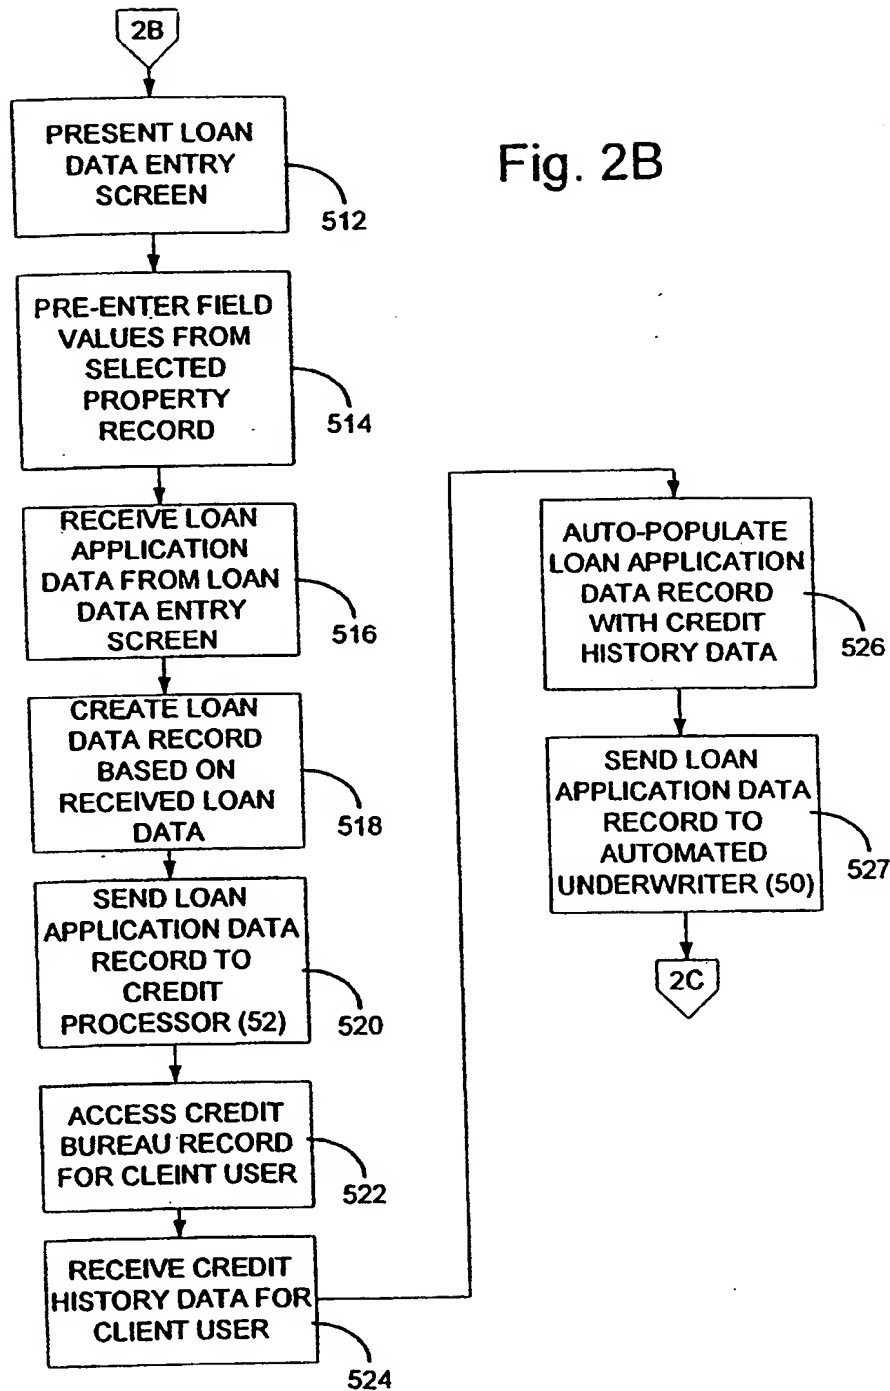 2B
PRESENT LOAN
DATA ENTRY
SCREEN
512
Fig. 2B
PRE-ENTER FIELD
VALUES FROM
SELECTED
PROPERTY
RECORD
514
RECEIVE LOAN
APPLICATION
DATA FROM LOAN
DATA ENTRY
SCREEN
516
CREATE LOAN
DATA RECORD
BASED ON
RECEIVED LOAN
DATA
518
SEND LOAN
APPLICATION DATA
RECORD TO
CREDIT
PROCESSOR (52)
520
ACCESS CREDIT
BUREAU RECORD
FOR CLEINT USER
522
RECEIVE CREDIT
HISTORY DATA FOR
CLIENT USER
524
AUTO-POPULATE
LOAN APPLICATION
DATA RECORD
WITH CREDIT
HISTORY DATA
526
SEND LOAN
APPLICATION DATA
RECORD TO
AUTOMATED
UNDERWRITER (50)
527
2C